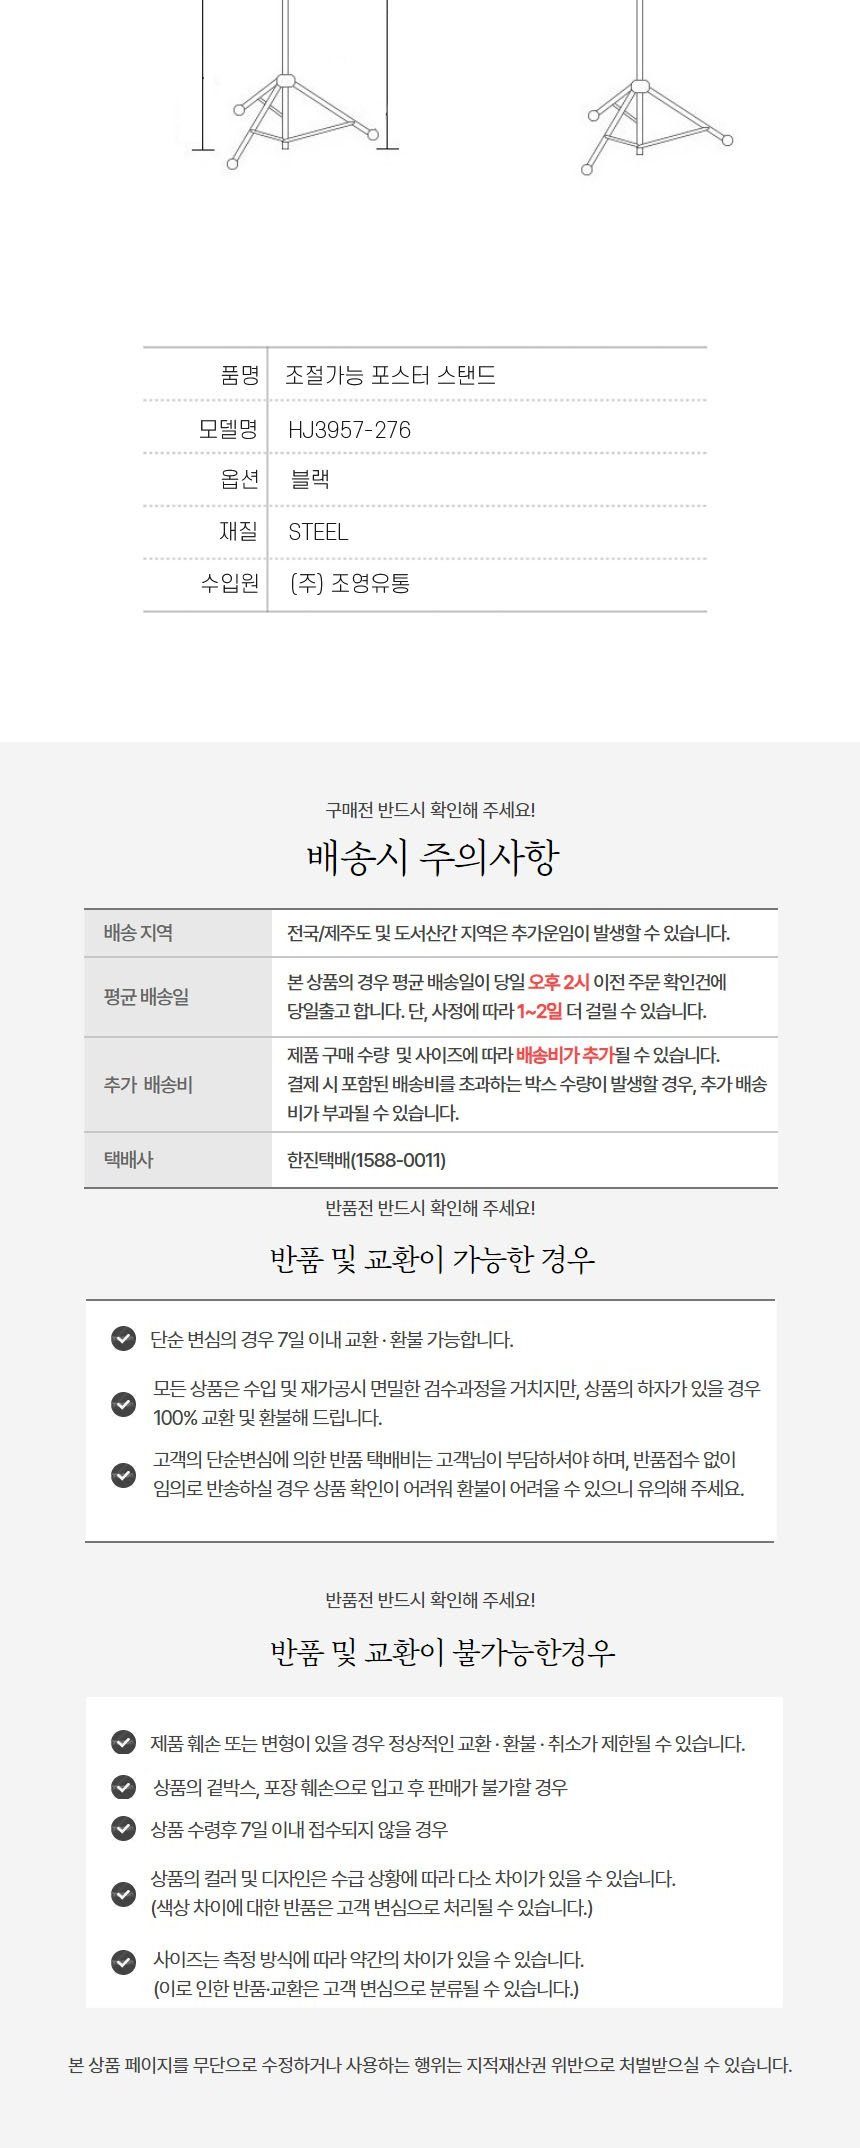 품명 조절가능 포스터 스탠드
모델명 HJ3957-276
옵션 블랙
재질 STEEL
수입원 (주) 조영유통
구매전 반드시 확인해 주세요!
배송시 주의사항
배송 지역 전국/제주도 및 도서산간 지역은 추가운임이 발생할 수 있습니다.
평균 배송일 본 상품의 경우 평균 배송일이 당일 오후 2시 이전 주문 확인건에
당일출고 합니다. 단, 사정에 따라 1~2일 더 걸릴 수 있습니다.
추가 배송비 제품 구매 수량 및 사이즈에 따라 배송비가 추가될 수 있습니다.
결제 시 포함된 배송비를 초과하는 박스 수량이 발생할 경우, 추가 배송
비가 부과될 수 있습니다.
택배사 한진택배(1588-0011)
반품전 반드시 확인해 주세요!
반품 및 교환이 가능한 경우
단순 변심의 경우 7일 이내 교환 · 환불 가능합니다.
모든 상품은 수입 및 재가공시 면밀한 검수과정을 거치지만, 상품의 하자가 있을 경우
100% 교환 및 환불해 드립니다.
고객의 단순변심에 의한 반품 택배비는 고객님이 부담하셔야 하며, 반품접수 없이
임의로 반송하실 경우 상품 확인이 어려워 환불이 어려울 수 있으니 유의해 주세요.
반품전 반드시 확인해 주세요!
반품 및 교환이 불가능한경우
제품 훼손 또는 변형이 있을 경우 정상적인 교환 · 환불 · 취소가 제한될 수 있습니다.
상품의 겉박스, 포장 훼손으로 입고 후 판매가 불가할 경우
상품 수령후 7일 이내 접수되지 않을 경우
상품의 컬러 및 디자인은 수급 상황에 따라 다소 차이가 있을 수 있습니다.
(색상 차이에 대한 반품은 고객 변심으로 처리될 수 있습니다.)
사이즈는 측정 방식에 따라 약간의 차이가 있을 수 있습니다.
(이로 인한 반품·교환은 고객 변심으로 분류될 수 있습니다.)
본 상품 페이지를 무단으로 수정하거나 사용하는 행위는 지적재산권 위반으로 처벌받으실 수 있습니다.